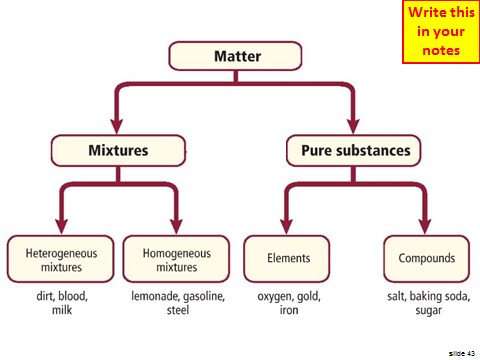 Write this
in your
notes
Matter
Mixtures
Pure substances
Heterogeneous
mixtures
Homogeneous
mixtures
Elements
Compounds
dirt, blood,
milk
lemonade, gasoline,
steel
oxygen, gold,
iron
salt, baking soda,
sugar
slide 43